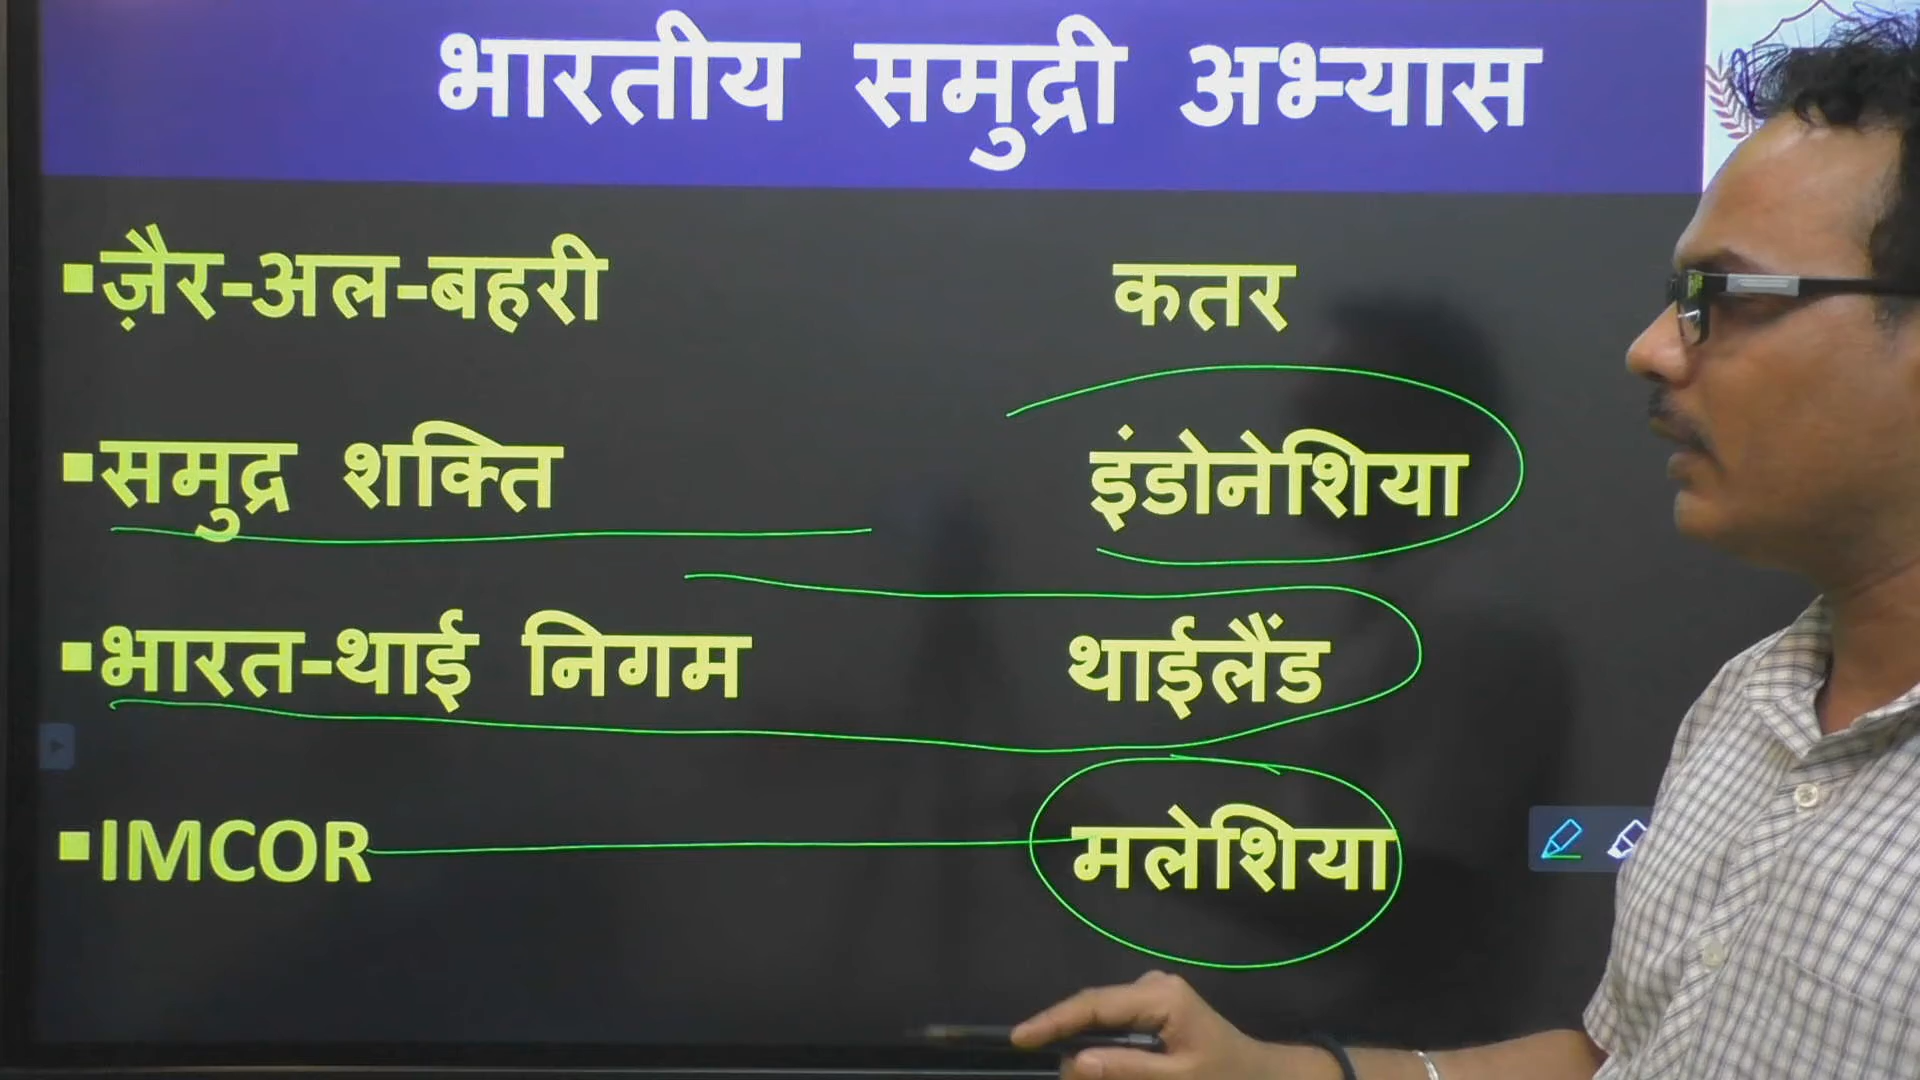 भारतीय समुद्री अभ्यास
▪ज़ैर-अल-बहरी कतर
▪समुद्र शक्ति इंडोनेशिया
▪भारत-थाई निगम थाईलैंड
▪IMCOR मलेशिया